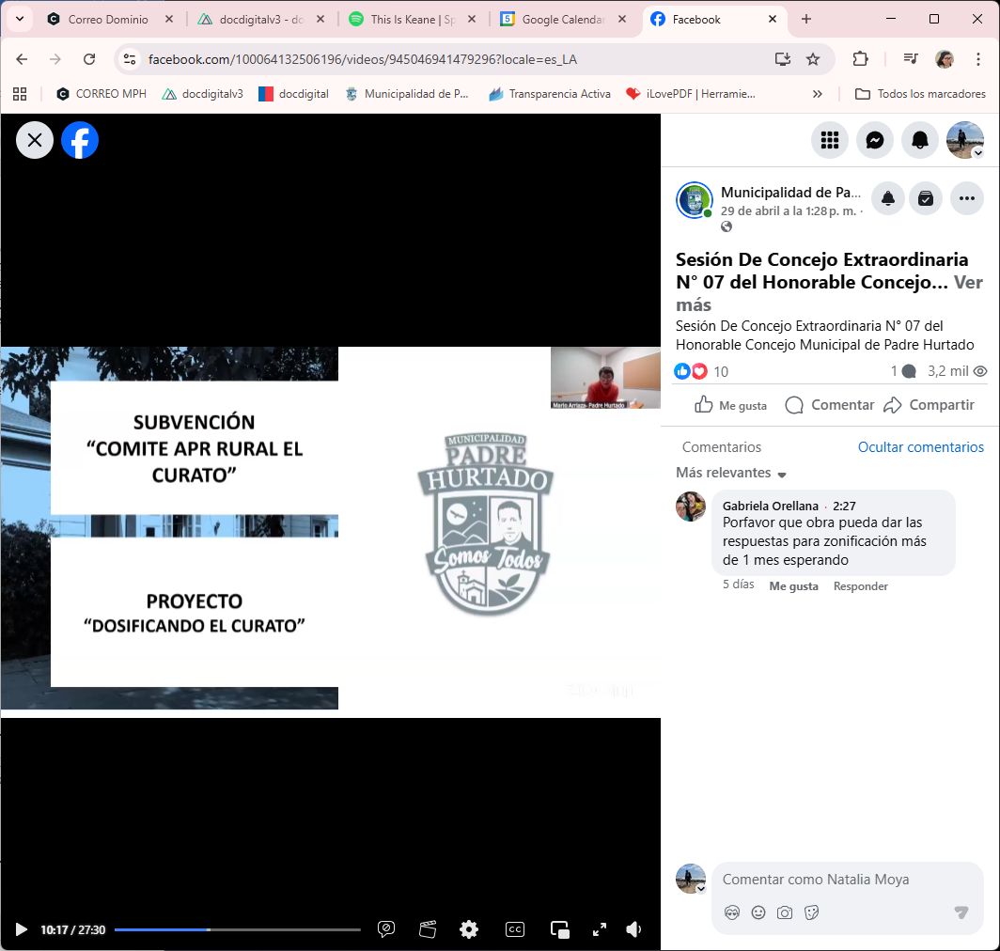 Correo Dominio
docdigitalv3 - do
This Is Keane | Sp
Google Calendar
Facebook
facebook.com/100064132506196/videos/945046941479296?locale=es_LA
CORREO MPH
docdigitalv3
docdigital
Municipalidad de P...
Transparencia Activa
iLovePDF | Herramie...
Todos los marcadores
Municipalidad de Pa...
29 de abril a la 1:28 p. m. ·
Sesión De Concejo Extraordinaria
N° 07 del Honorable Concejo... Ver
más
Sesión De Concejo Extraordinaria N° 07 del
Honorable Concejo Municipal de Padre Hurtado
10
1
3,2 mil
Me gusta
Comentar
Compartir
Comentarios
Ocultar comentarios
Más relevantes
Gabriela Orellana · 2:27
Porfavor que obra pueda dar las
respuestas para zonificación más
de 1 mes esperando
5 días
Me gusta
Responder
Comentar como Natalia Moya
SUBVENCIÓN
“COMITE APR RURAL EL
CURATO”
PROYECTO
“DOSIFICANDO EL CURATO”
Mario Arriaza- Padre Hurtado
MUNICIPALIDAD
PADRE
HURTADO
Somos Todos
10:17 / 27:30
CC